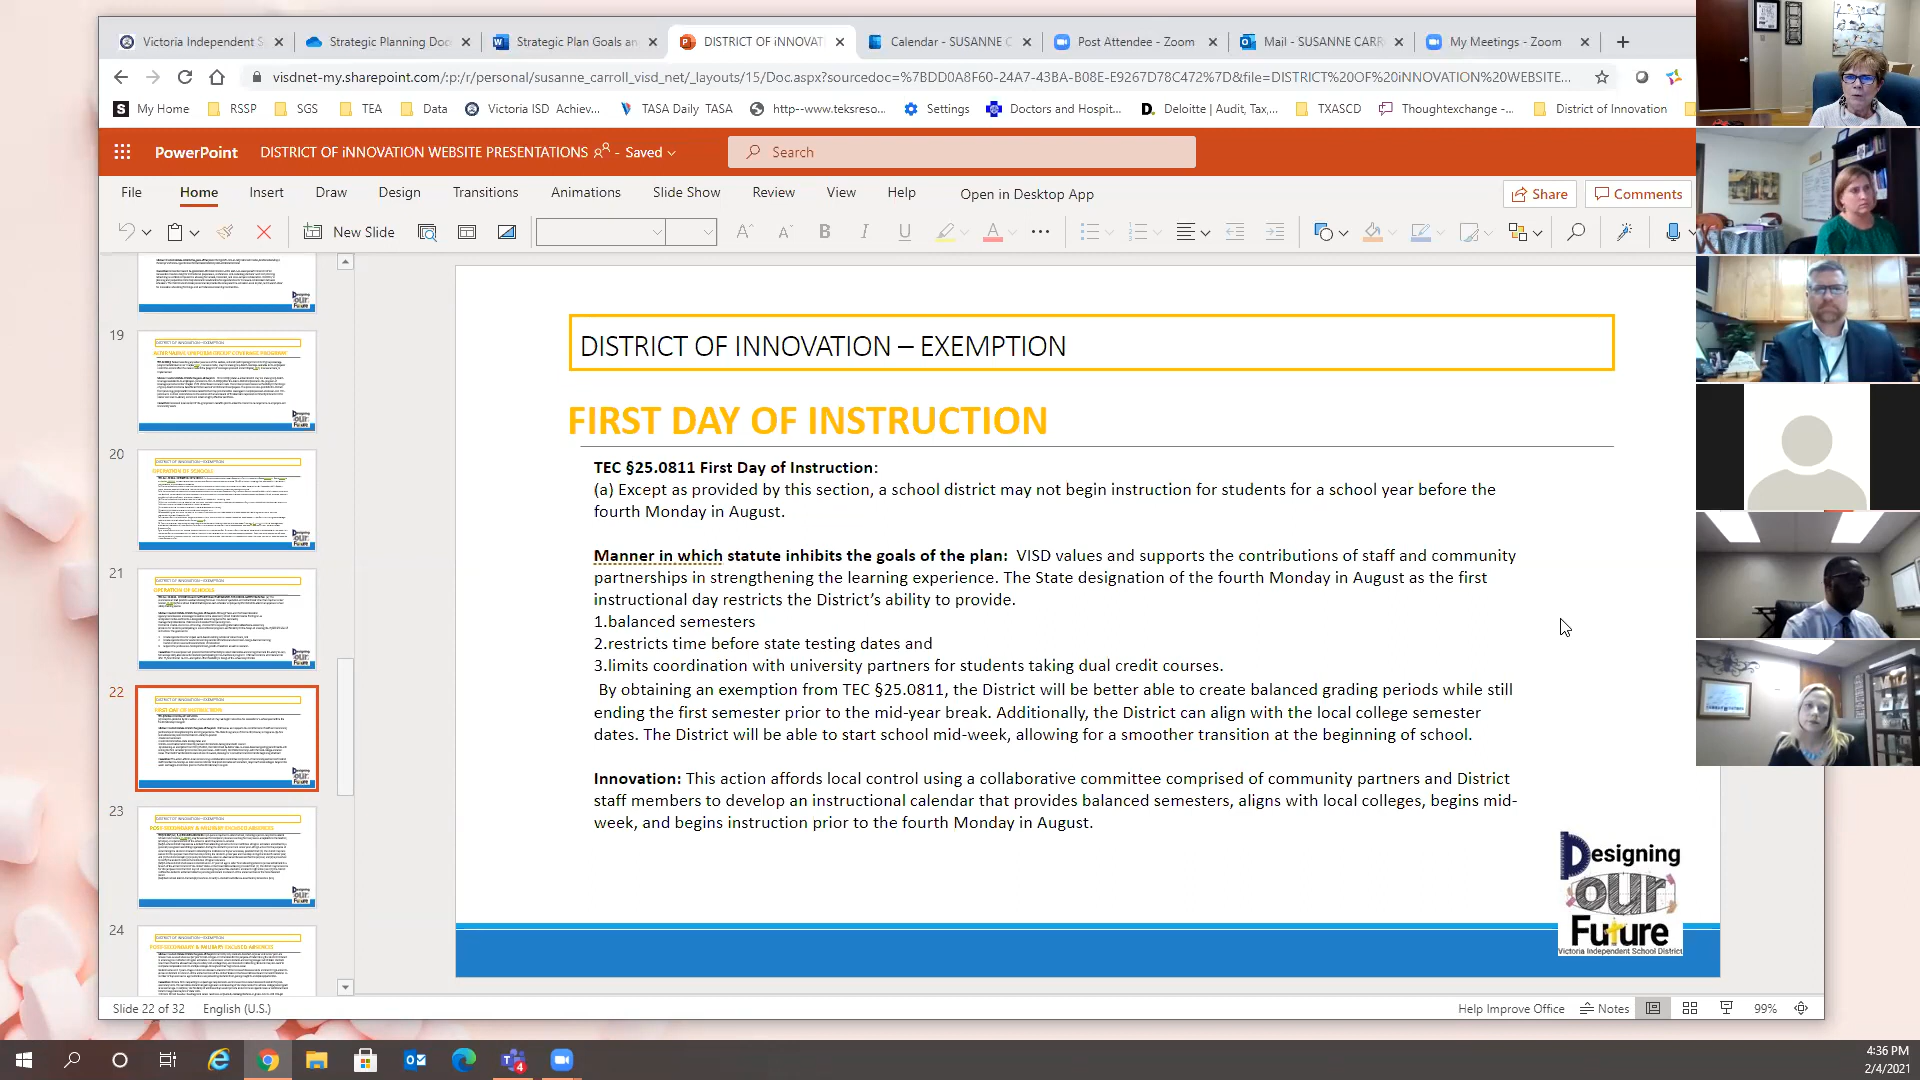 Victoria Independent S
Strategic Planning Doc
Strategic Plan Goals an
DISTRICT OF iNNOVAT
Calendar - SUSANNE C
Post Attendee - Zoom
Mail - SUSANNE CARR
My Meetings - Zoom
visdnet-my.sharepoint.com/:p:/r/personal/susanne_carroll_visd_net/_layouts/15/Doc.aspx?sourcedoc=%7BDD0A8F60-24A7-43BA-B08E-E9267D78C472%7D&file=DISTRICT%20OF%20iNNOVATION%20WEBSITE...
My Home
RSSP
SGS
TEA
Data
Victoria ISD Achiev...
TASA Daily TASA
http--www.teksreso...
Settings
Doctors and Hospit...
Deloitte | Audit, Tax,...
TXASCD
Thoughtexchange -...
District of Innovation
PowerPoint
DISTRICT OF iNNOVATION WEBSITE PRESENTATIONS - Saved
Search
File
Home
Insert
Draw
Design
Transitions
Animations
Slide Show
Review
View
Help
Open in Desktop App
Share
Comments
New Slide
19
20
OPERATION OF SCHOOLS
21
OPERATION OF SCHOOLS
22
FIRST DAY OF INSTRUCTION
23
24
DISTRICT OF INNOVATION – EXEMPTION
FIRST DAY OF INSTRUCTION
TEC §25.0811 First Day of Instruction:
(a) Except as provided by this section, a school district may not begin instruction for students for a school year before the
fourth Monday in August.
Manner in which statute inhibits the goals of the plan: VISD values and supports the contributions of staff and community
partnerships in strengthening the learning experience. The State designation of the fourth Monday in August as the first
instructional day restricts the District's ability to provide.
1.balanced semesters
2.restricts time before state testing dates and
3.limits coordination with university partners for students taking dual credit courses.
By obtaining an exemption from TEC §25.0811, the District will be better able to create balanced grading periods while still
ending the first semester prior to the mid-year break. Additionally, the District can align with the local college semester
dates. The District will be able to start school mid-week, allowing for a smoother transition at the beginning of school.
Innovation: This action affords local control using a collaborative committee comprised of community partners and District
staff members to develop an instructional calendar that provides balanced semesters, aligns with local colleges, begins mid-
week, and begins instruction prior to the fourth Monday in August.
Designing
our
Future
Victoria Independent School District
Slide 22 of 32
English (U.S.)
Help Improve Office
Notes
99%
4
4:36 PM
2/4/2021